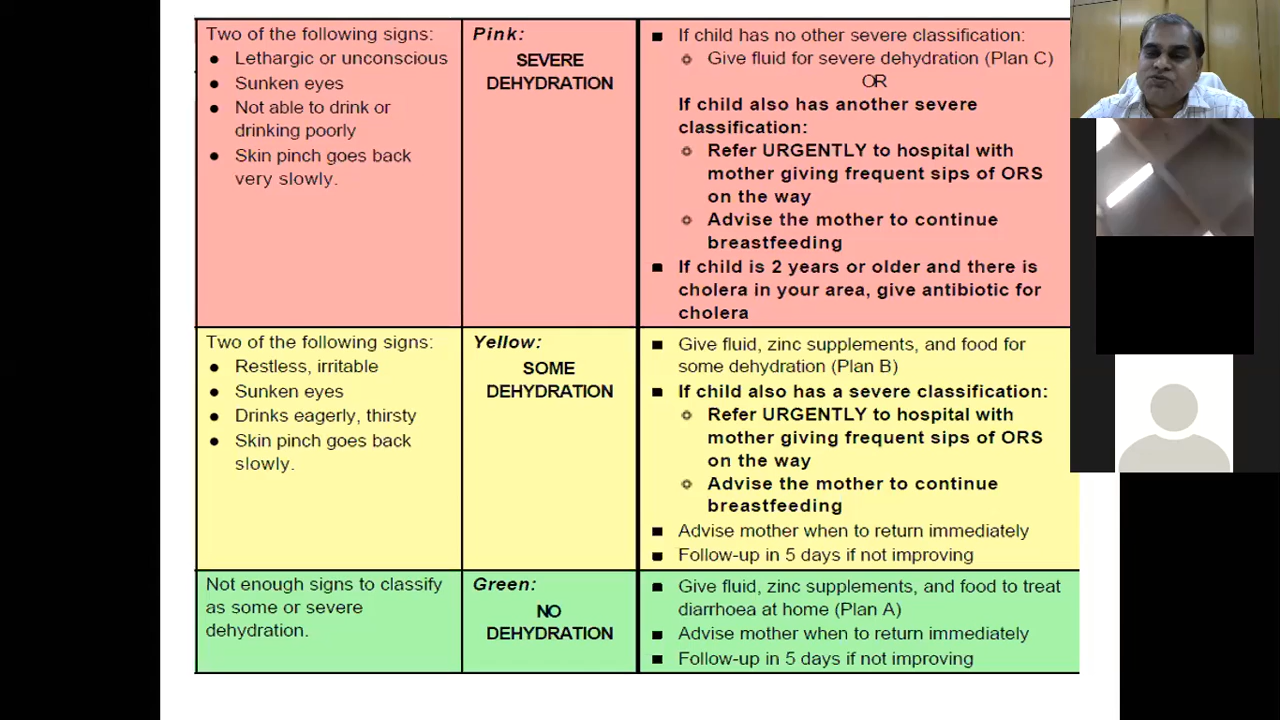 Two of the following signs:
Lethargic or unconscious
Sunken eyes
Not able to drink or
drinking poorly
Skin pinch goes back
very slowly.
Pink:
SEVERE
DEHYDRATION
If child has no other severe classification:
Give fluid for severe dehydration (Plan C)
OR
If child also has another severe
classification:
Refer URGENTLY to hospital with
mother giving frequent sips of ORS
on the way
Advise the mother to continue
breastfeeding
If child is 2 years or older and there is
cholera in your area, give antibiotic for
cholera
Two of the following signs:
Restless, irritable
Sunken eyes
Drinks eagerly, thirsty
Skin pinch goes back
slowly.
Yellow:
SOME
DEHYDRATION
Give fluid, zinc supplements, and food for
some dehydration (Plan B)
If child also has a severe classification:
Refer URGENTLY to hospital with
mother giving frequent sips of ORS
on the way
Advise the mother to continue
breastfeeding
Advise mother when to return immediately
Follow-up in 5 days if not improving
Not enough signs to classify
as some or severe
dehydration.
Green:
NO
DEHYDRATION
Give fluid, zinc supplements, and food to treat
diarrhoea at home (Plan A)
Advise mother when to return immediately
Follow-up in 5 days if not improving